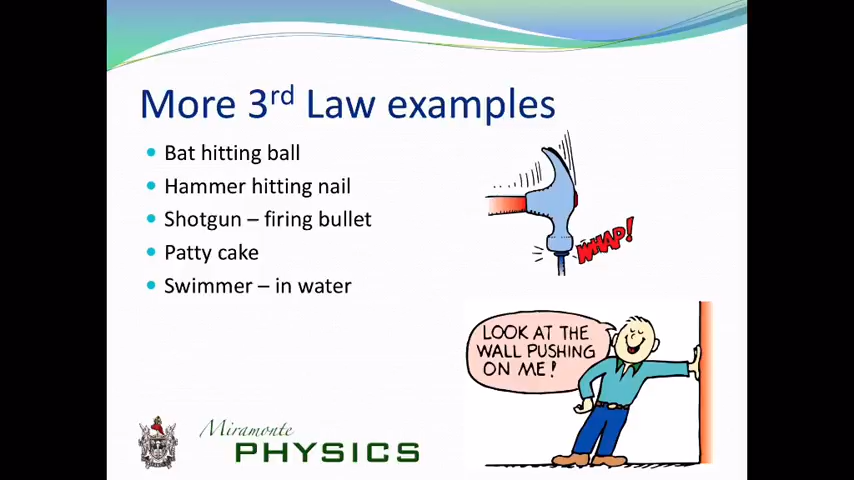 More 3rd Law examples
• Bat hitting ball
• Hammer hitting nail
• Shotgun – firing bullet
• Patty cake
• Swimmer – in water
WHAP!
LOOK AT THE
WALL PUSHING
ON ME!
Miramonte
PHYSICS